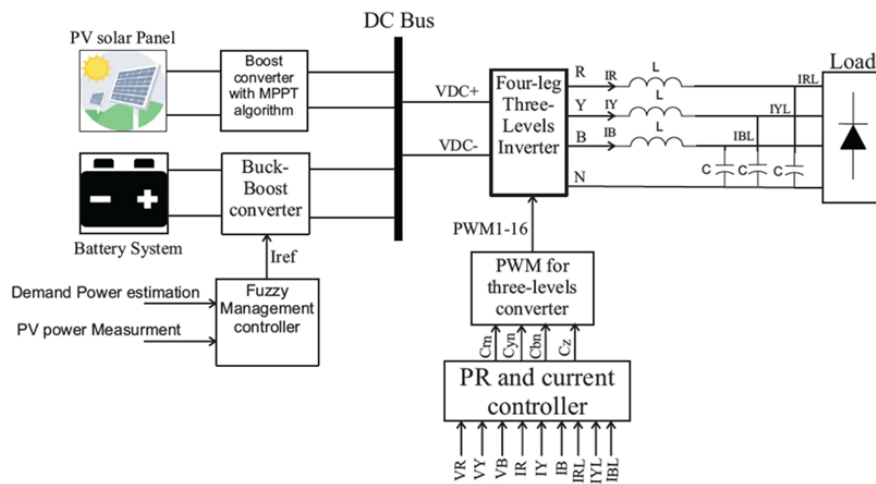 DC Bus
PV solar Panel
Boost
converter
with MPPT
algorithm
VDC+
VDC-
Four-leg
Three-
Levels
Inverter
R
IR
L
Y
IY
L
B
IB
L
N
IRL
IYL
IBL
C
C
C
Load
Battery System
Buck-
Boost
converter
Iref
Demand Power estimation
PV power Measurment
Fuzzy
Management
controller
PWM1-16
PWM for
three-levels
converter
Crn
Cyn
Cbn
Cz
PR and current
controller
VR
VY
VB
IR
IY
IB
IRL
IYL
IBL